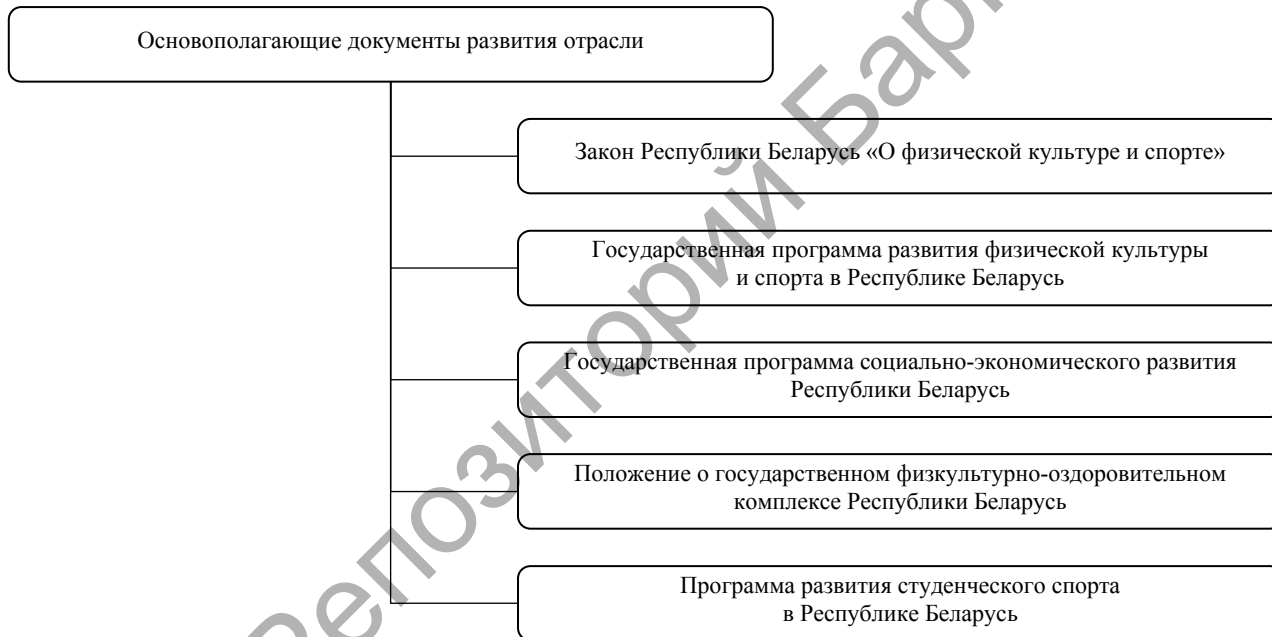 Основополагающие документы развития отрасли
Закон Республики Беларусь «О физической культуре и спорте»
Государственная программа развития физической культуры
и спорта в Республике Беларусь
Государственная программа социально-экономического развития
Республики Беларусь
Положение о государственном физкультурно-оздоровительном
комплексе Республики Беларусь
Программа развития студенческого спорта
в Республике Беларусь
Репозиторий